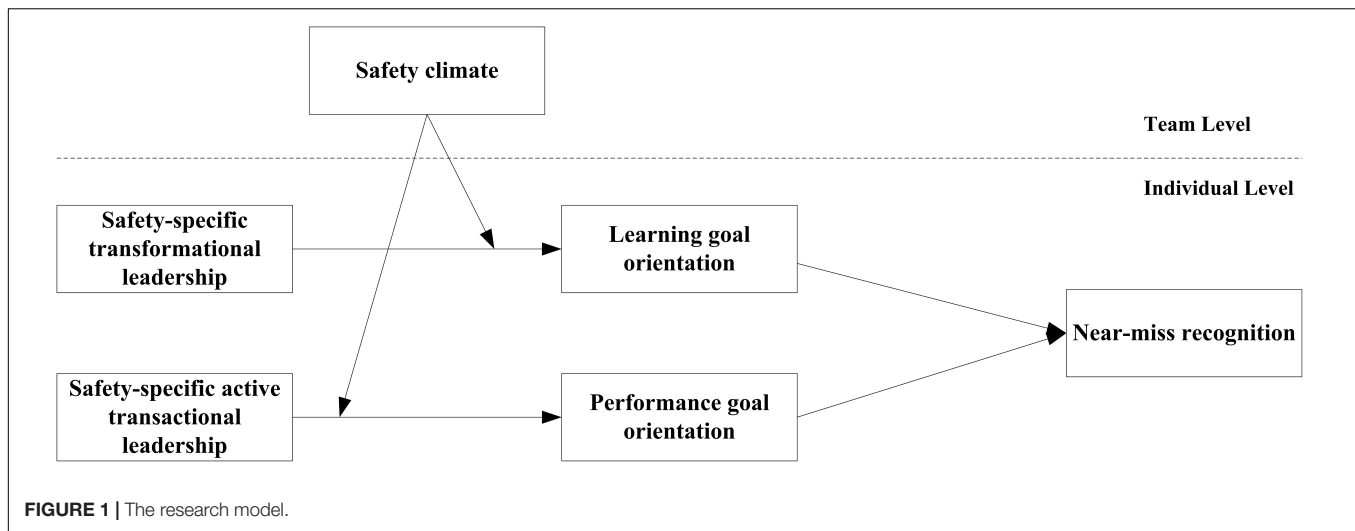 Safety climate
Team Level
Individual Level
Safety-specific
transformational
leadership
Learning goal
orientation
Near-miss recognition
Safety-specific active
transactional
leadership
Performance goal
orientation
FIGURE 1 | The research model.